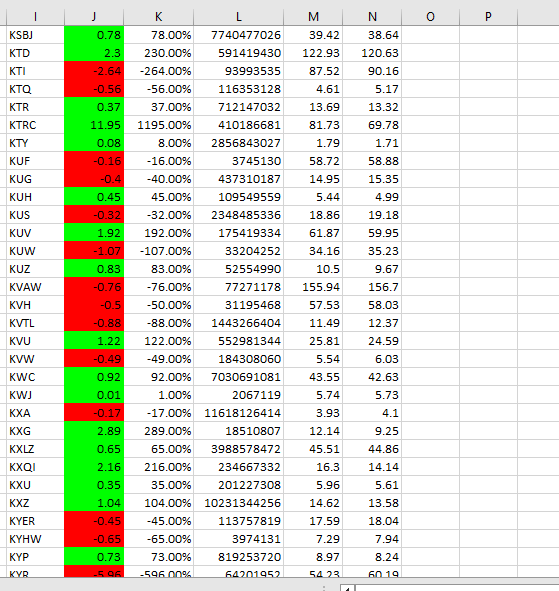 I J K L M N O P
KSBJ 0.78 78.00% 7740477026 39.42 38.64
KTD 2.3 230.00% 591419430 122.93 120.63
KTI -2.64 -264.00% 93993535 87.52 90.16
KTQ -0.56 -56.00% 116353128 4.61 5.17
KTR 0.37 37.00% 712147032 13.69 13.32
KTRC 11.95 1195.00% 410186681 81.73 69.78
KTY 0.08 8.00% 2856843027 1.79 1.71
KUF -0.16 -16.00% 3745130 58.72 58.88
KUG -0.4 -40.00% 437310187 14.95 15.35
KUH 0.45 45.00% 109549559 5.44 4.99
KUS -0.32 -32.00% 2348485336 18.86 19.18
KUV 1.92 192.00% 175419334 61.87 59.95
KUW -1.07 -107.00% 33204252 34.16 35.23
KUZ 0.83 83.00% 52554990 10.5 9.67
KVAW -0.76 -76.00% 77271178 155.94 156.7
KVH -0.5 -50.00% 31195468 57.53 58.03
KVTL -0.88 -88.00% 1443266404 11.49 12.37
KVU 1.22 122.00% 552981344 25.81 24.59
KVW -0.49 -49.00% 184308060 5.54 6.03
KWC 0.92 92.00% 7030691081 43.55 42.63
KWJ 0.01 1.00% 2067119 5.74 5.73
KXA -0.17 -17.00% 11618126414 3.93 4.1
KXG 2.89 289.00% 18510807 12.14 9.25
KXLZ 0.65 65.00% 3988578472 45.51 44.86
KXQI 2.16 216.00% 234667332 16.3 14.14
KXU 0.35 35.00% 201227308 5.96 5.61
KXZ 1.04 104.00% 10231344256 14.62 13.58
KYER -0.45 -45.00% 113757819 17.59 18.04
KYHW -0.65 -65.00% 3974131 7.29 7.94
KYP 0.73 73.00% 819253720 8.97 8.24
KYR -5.96 -596.00% 64201952 54.23 60.19